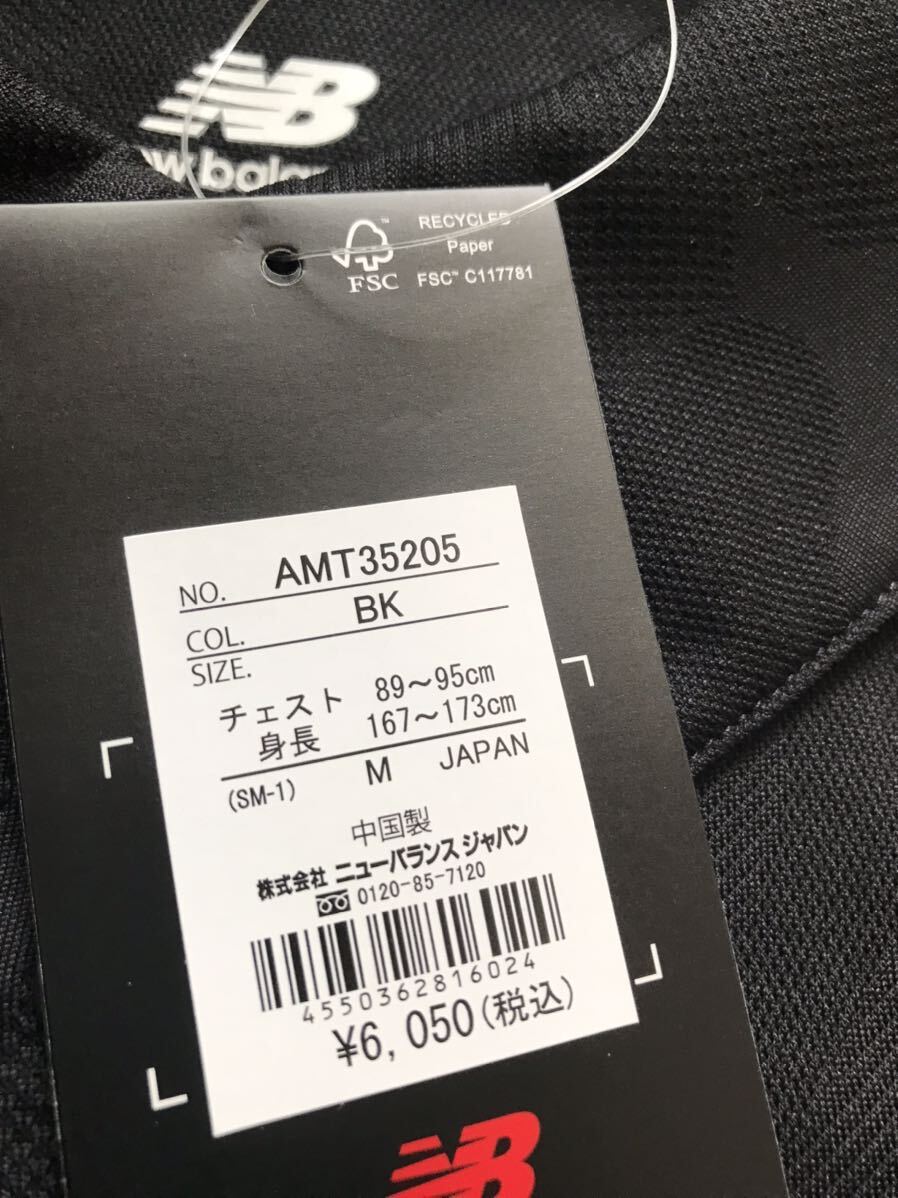 NB
RECYCLED
Paper
FSC™ C117781
FSC
NO. AMT35205
COL. BK
SIZE.
チェスト 89～95cm
身長 167～173cm
(SM-1) M JAPAN
中国製
株式会社 ニューバランス ジャパン
0120-85-7120
4550362816024
¥6,050(税込)
NB